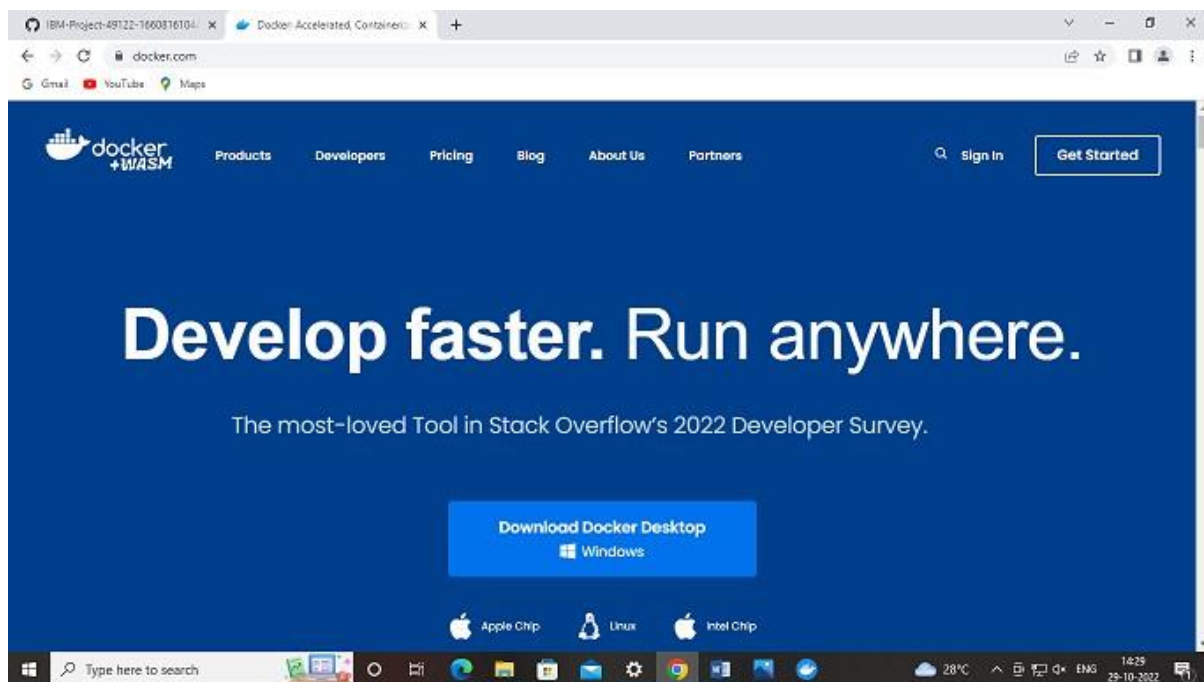 IBM-Project-49122-1660816104
Docker: Accelerated, Containeriz
docker.com
Gmail
YouTube
Maps
docker
+WASM
Products
Developers
Pricing
Blog
About Us
Partners
Sign In
Get Started
Develop faster. Run anywhere.
The most-loved Tool in Stack Overflow's 2022 Developer Survey.
Download Docker Desktop
Windows
Apple Chip
Linux
Intel Chip
Type here to search
28°C
ENG
14:29
29-10-2022